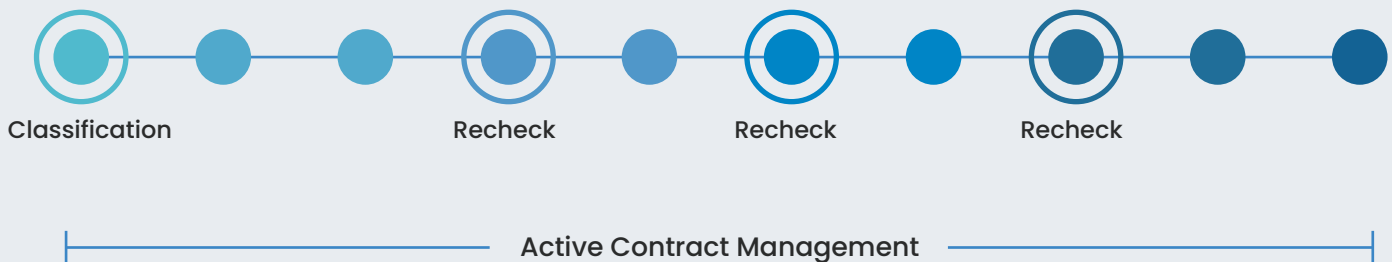 Classification
Recheck
Recheck
Recheck
Active Contract Management